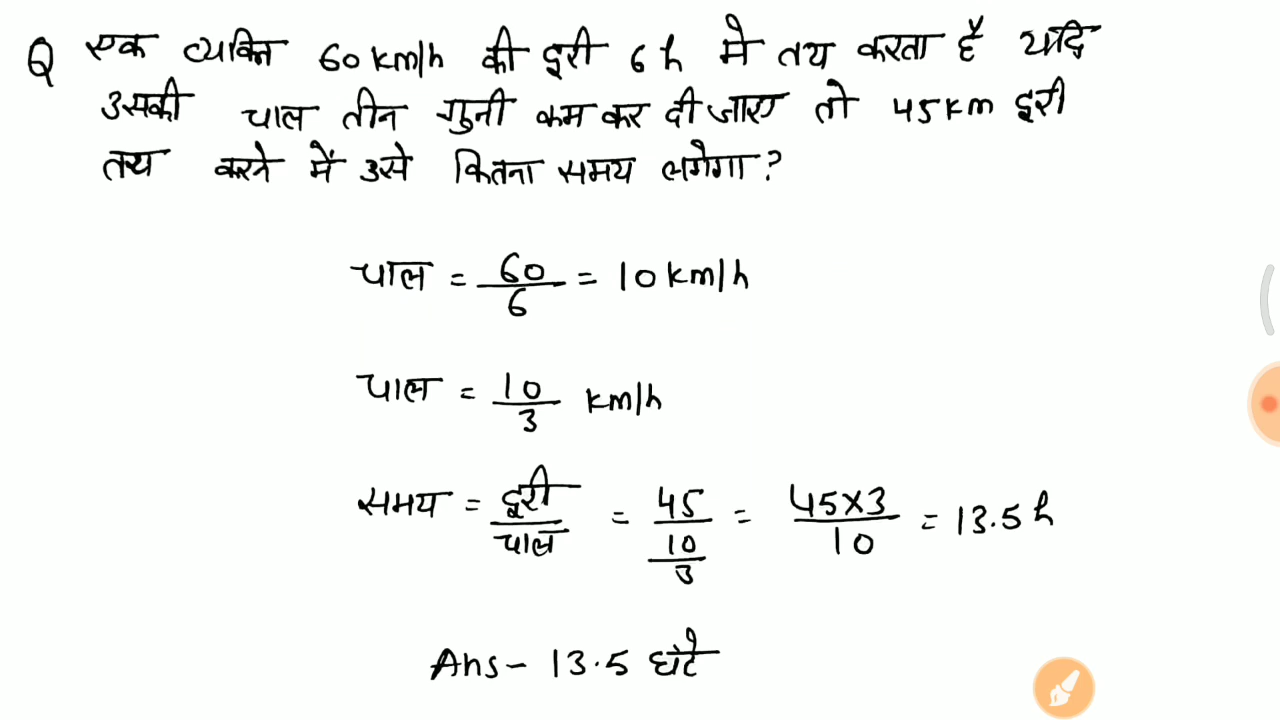 Q एक व्यक्ति 60 km/h की दूरी 6 h मे तय करता है यदि
उसकी चाल तीन गुनी कम कर दी जाए तो 45 km दूरी
तय करने में उसे कितना समय लगेगा?
चाल = 60/6 = 10 km/h
चाल = 10/3 km/h
समय = दूरी/चाल = 45/(10/3) = 45×3/10 = 13.5 h
Ans - 13.5 घंटे